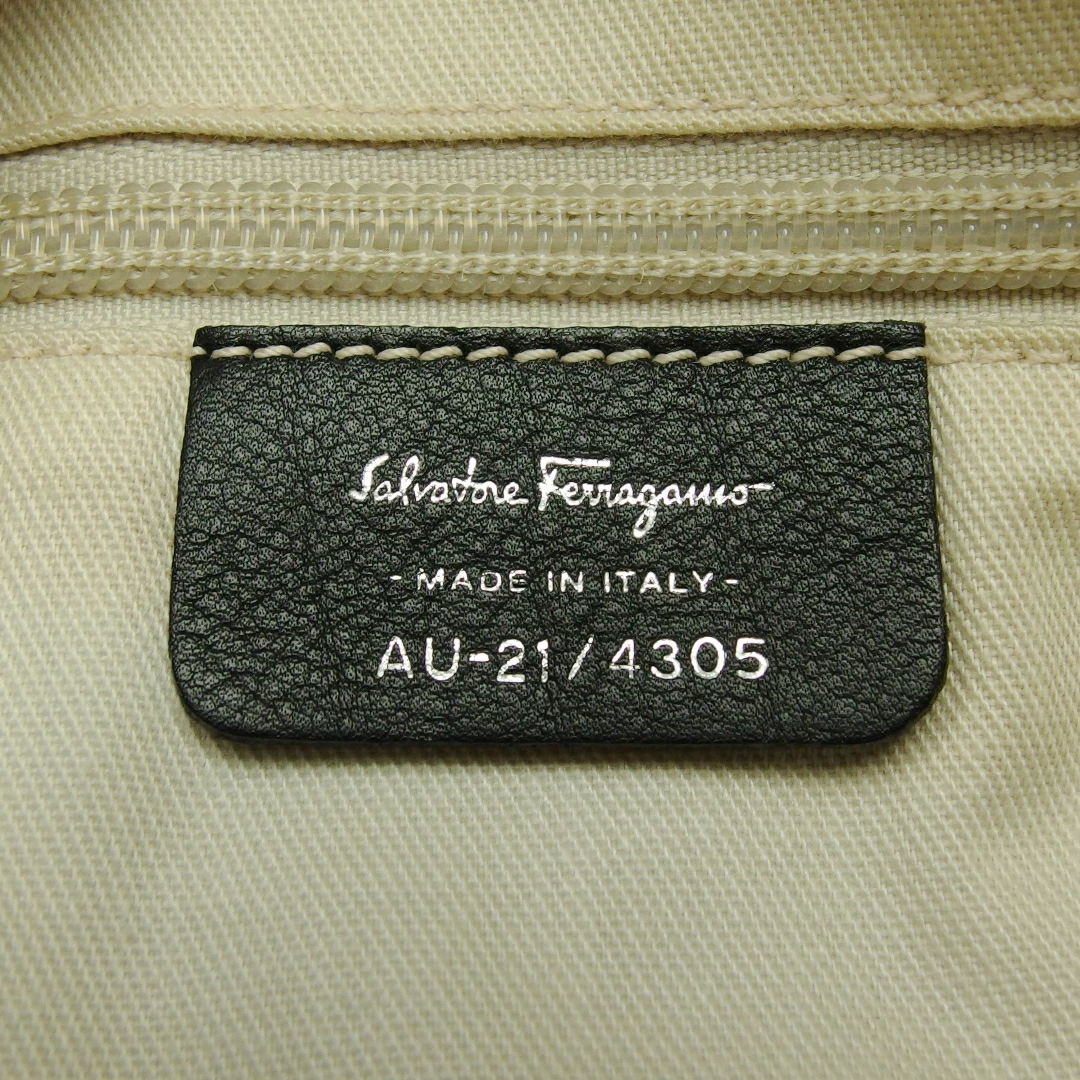 Salvatore Ferragamo
- MADE IN ITALY -
AU-21/4305